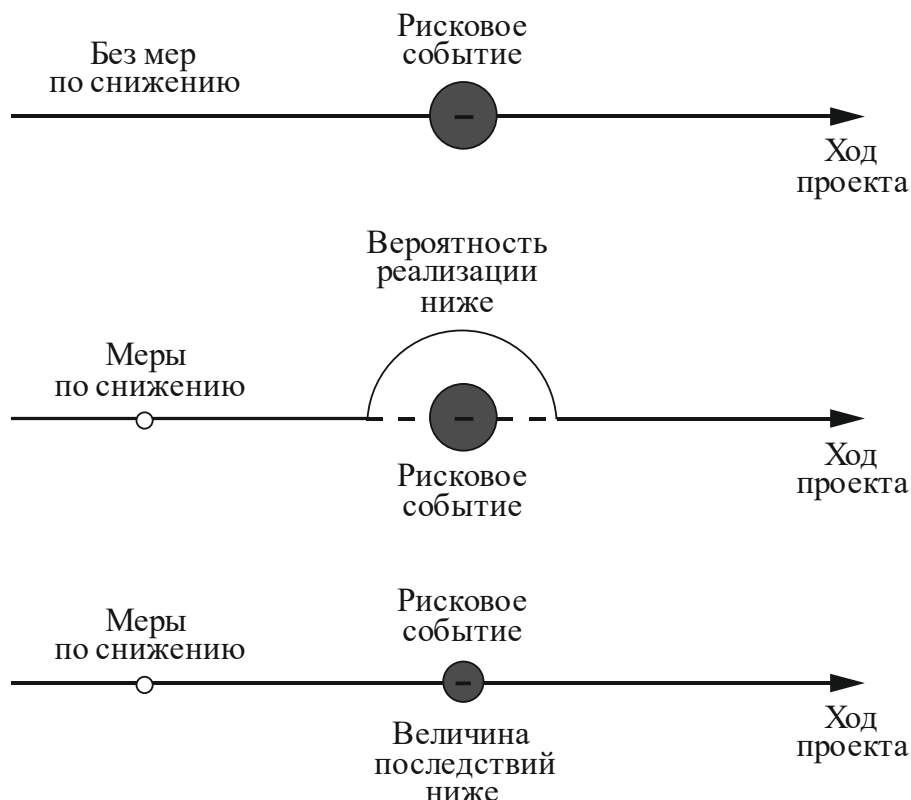 Рисковое
событие
Без мер
по снижению
Ход
проекта
Вероятность
реализации
ниже
Меры
по снижению
Рисковое
событие
Ход
проекта
Рисковое
событие
Меры
по снижению
Ход
проекта
Величина
последствий
ниже